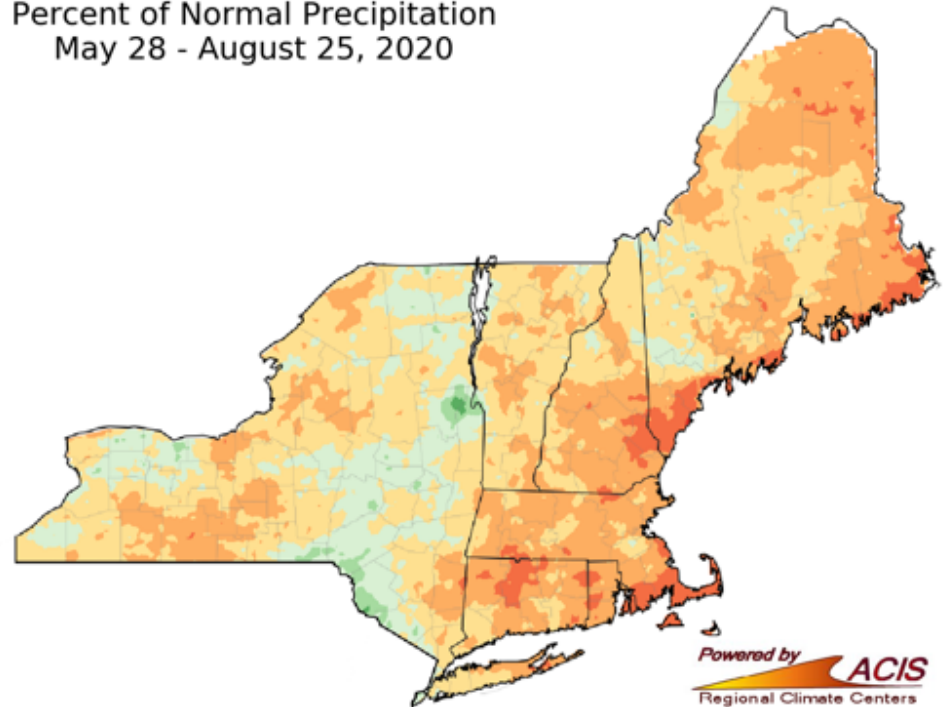 Percent of Normal Precipitation
May 28 - August 25, 2020
Powered by
ACIS
Regional Climate Centers